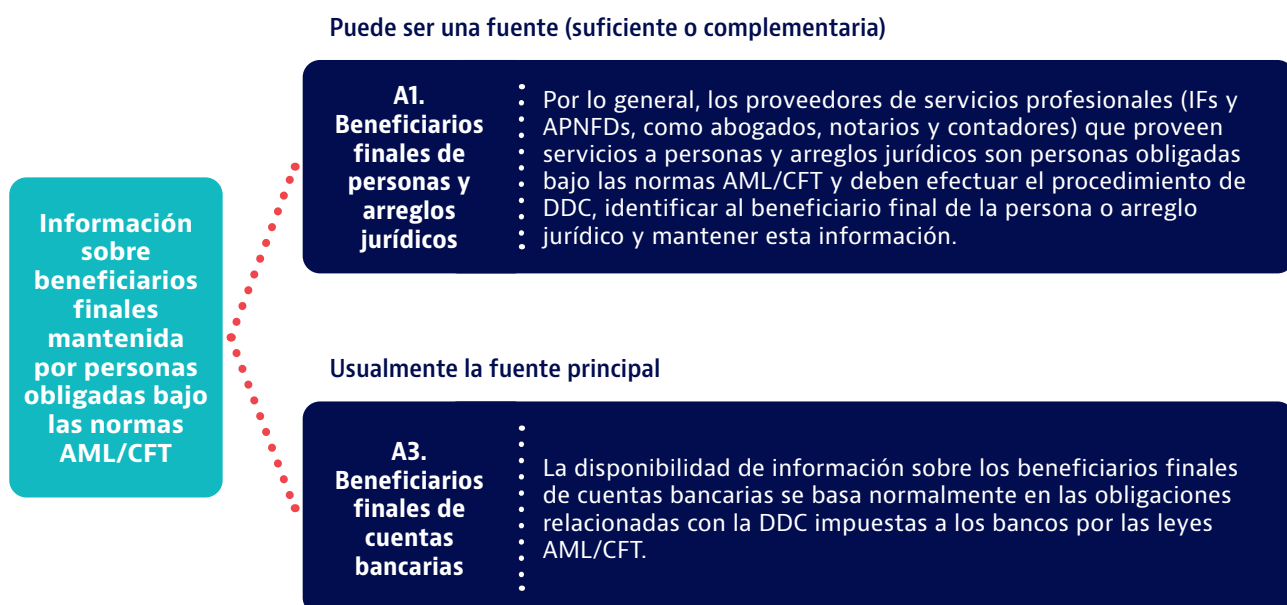 Puede ser una fuente (suficiente o complementaria)
Información
sobre
beneficiarios
finales
mantenida
por personas
obligadas bajo
las normas
AML/CFT
A1.
Beneficiarios
finales de
personas y
arreglos
jurídicos
Por lo general, los proveedores de servicios profesionales (IFs y
APNFDs, como abogados, notarios y contadores) que proveen
servicios a personas y arreglos jurídicos son personas obligadas
bajo las normas AML/CFT y deben efectuar el procedimiento de
DDC, identificar al beneficiario final de la persona o arreglo
jurídico y mantener esta información.
Usualmente la fuente principal
A3.
Beneficiarios
finales de
cuentas
bancarias
La disponibilidad de información sobre los beneficiarios finales
de cuentas bancarias se basa normalmente en las obligaciones
relacionadas con la DDC impuestas a los bancos por las leyes
AML/CFT.